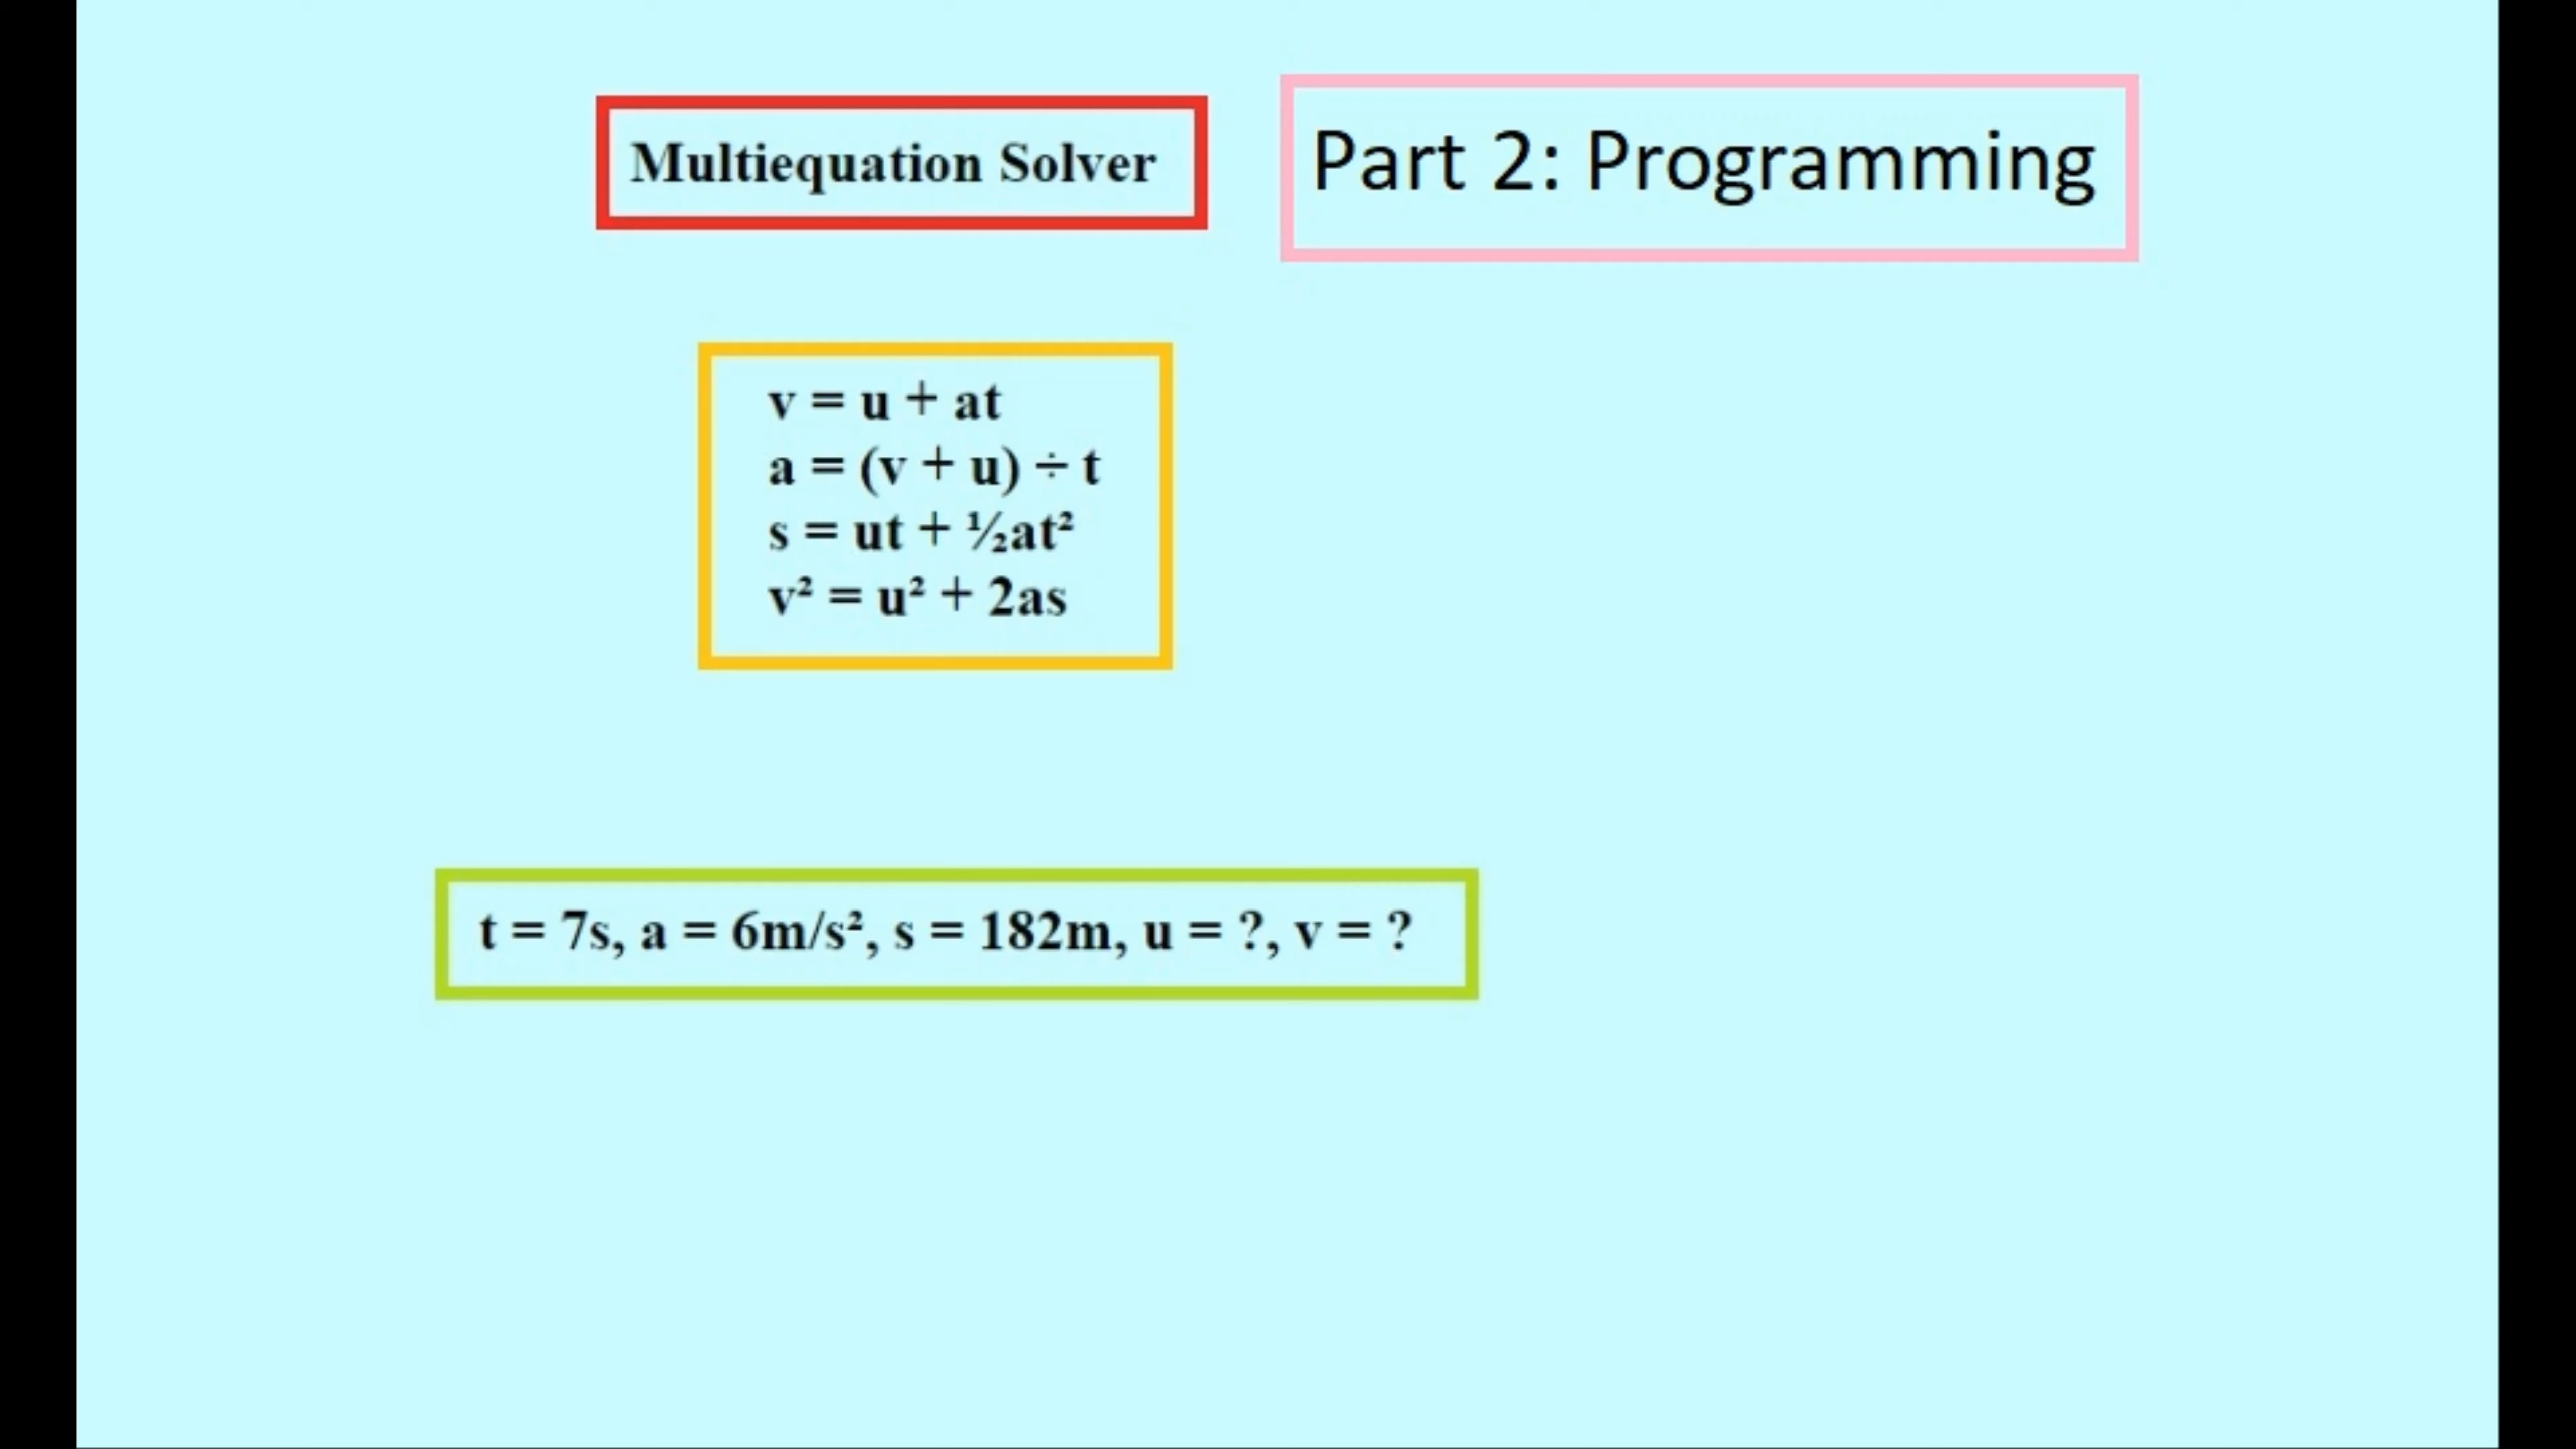 Multiequation Solver
Part 2: Programming
v = u + at
a = (v + u) ÷ t
s = ut + ½at²
v² = u² + 2as
t = 7s, a = 6m/s², s = 182m, u = ?, v = ?